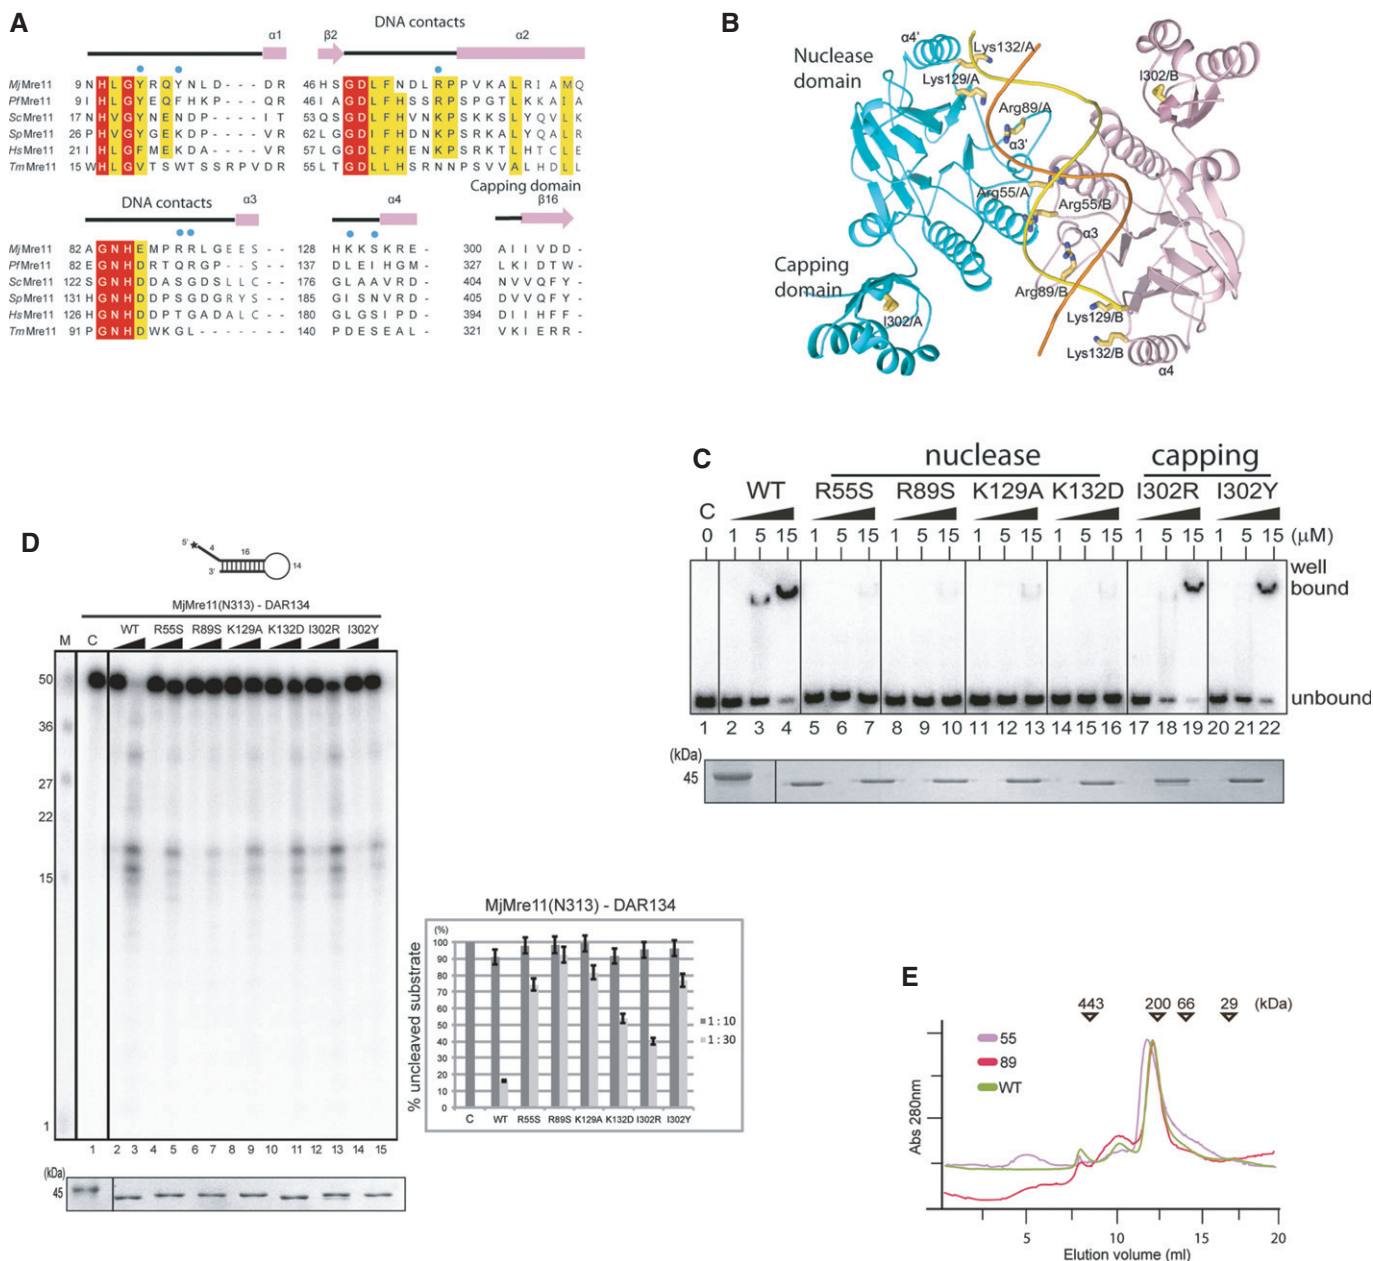 A
DNA contacts
α1 β2 α2
MjMre11 9 N H L G Y R Q Y N L D - - - - D R 46 H S G D L F N D L R P P V K A L R I A M Q
PfMre11 9 I H L G Y E Q F H K P - - - - Q R 46 I A G D L F H S S R P S P G T L K K A I A
ScMre11 17 N H V G Y N E N D P - - - - - I T 53 Q S G D L F H V N K P S K K S L Y Q V L K
SpMre11 26 P H V G Y G E K D P - - - - - V R 62 L G G D I F H D N K P S R K A L Y Q A L R
HsMre11 21 I H L G F M E K D A - - - - - V R 57 L G G D L F H E N K P S R K T L H T C L E
TmMre11 15 W H L G V T S W T S S R P V D R 55 L T G D L L H S R N N P S V V A L H D L L
Capping domain
DNA contacts α3 α4 β16
MjMre11 82 A G N H E M P R R L G E E S - - 128 H K K S K R E - 300 A I I V D D -
PfMre11 82 E G N H D R T Q R G P - - S - - 137 D L E I H G M - 327 L K I D T W -
ScMre11 122 S G N H D D A S G D S L L C - - 176 G L A A V R D - 404 N V V Q F Y -
SpMre11 131 H G N H D D P S G D G R Y S - - 185 G I S N V R D - 405 D V V Q F Y -
HsMre11 126 H G N H D D P T G A D A L C - - 180 G L G S I P D - 394 D I I H F F -
TmMre11 91 P G N H D W K G L - - - - - - - 140 P D E S E A L - 321 V K I E R R -
B
Nuclease
domain
α4'
Lys132/A
Lys129/A
I302/B
Arg89/A
α3'
Arg55/A
Arg55/B
α3
Capping
domain
Arg89/B
I302/A
Lys129/B
Lys132/B
α4
C
nuclease capping
WT R55S R89S K129A K132D I302R I302Y
C
0 1 5 15 1 5 15 1 5 15 1 5 15 1 5 15 1 5 15 1 5 15 (μM)
well
bound
unbound
1 2 3 4 5 6 7 8 9 10 11 12 13 14 15 16 17 18 19 20 21 22
(kDa)
45
D
5' 4 16 14
3'
MjMre11(N313) - DAR134
M C WT R55S R89S K129A K132D I302R I302Y
50
36
27
22
15
1
1 2 3 4 5 6 7 8 9 10 11 12 13 14 15
(kDa)
45
MjMre11(N313) - DAR134
(%)
% uncleaved substrate
100
90
80
70
60
50
40
30
20
10
0
C WT R55S R89S K129A K132D I302R I302Y
1 : 10
1 : 30
E
443 200 66 29 (kDa)
55
89
WT
Abs 280nm
5 10 15 20
Elution volume (ml)